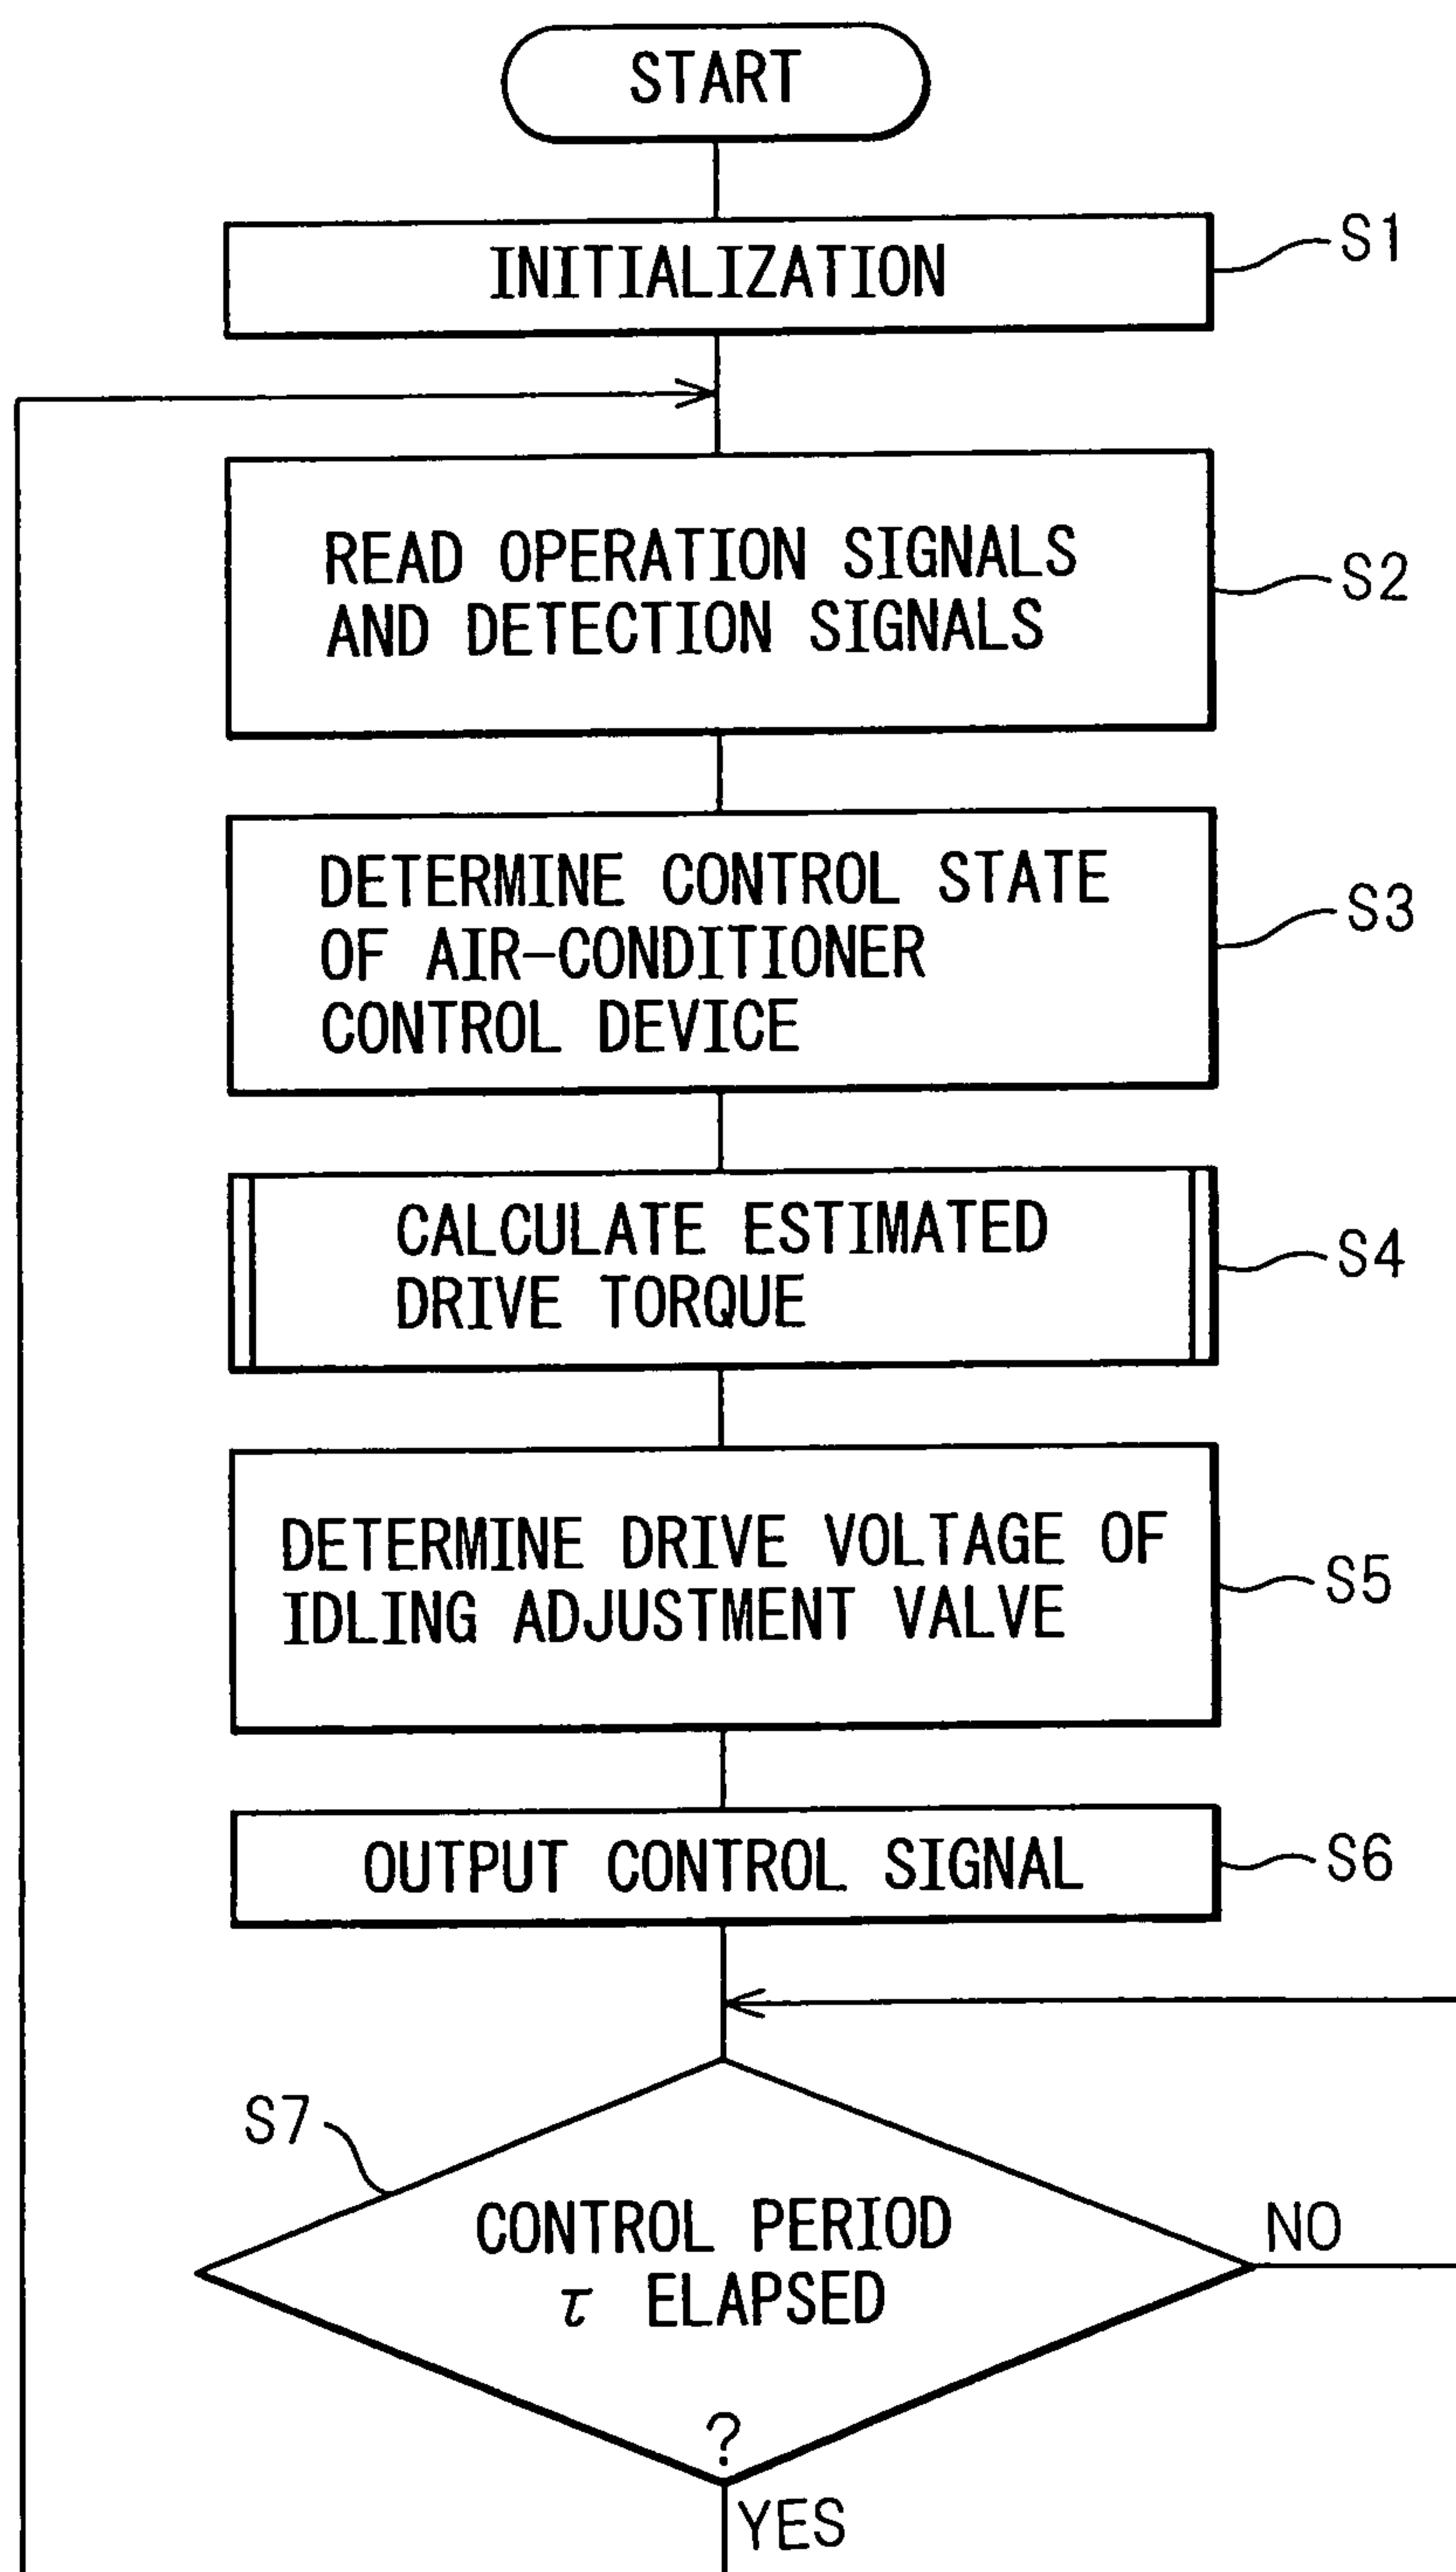 START
INITIALIZATION
S1
READ OPERATION SIGNALS
AND DETECTION SIGNALS
S2
DETERMINE CONTROL STATE
OF AIR-CONDITIONER
CONTROL DEVICE
S3
CALCULATE ESTIMATED
DRIVE TORQUE
S4
DETERMINE DRIVE VOLTAGE OF
IDLING ADJUSTMENT VALVE
S5
OUTPUT CONTROL SIGNAL
S6
S7
CONTROL PERIOD
τ ELAPSED
?
NO
YES